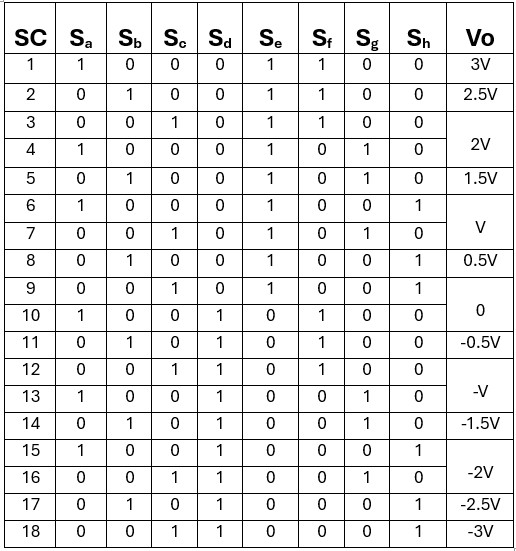 SC Sa Sb Sc Sd Se Sf Sg Sh Vo
1 1 0 0 0 1 1 0 0 3V
2 0 1 0 0 1 1 0 0 2.5V
3 0 0 1 0 1 1 0 0
2V
4 1 0 0 0 1 0 1 0
5 0 1 0 0 1 0 1 0 1.5V
6 1 0 0 0 1 0 0 1
V
7 0 0 1 0 1 0 1 0
8 0 1 0 0 1 0 0 1 0.5V
9 0 0 1 0 1 0 0 1
0
10 1 0 0 1 0 1 0 0
11 0 1 0 1 0 1 0 0 -0.5V
12 0 0 1 1 0 1 0 0
-V
13 1 0 0 1 0 0 1 0
14 0 1 0 1 0 0 1 0 -1.5V
15 1 0 0 1 0 0 0 1
-2V
16 0 0 1 1 0 0 1 0
17 0 1 0 1 0 0 0 1 -2.5V
18 0 0 1 1 0 0 0 1 -3V